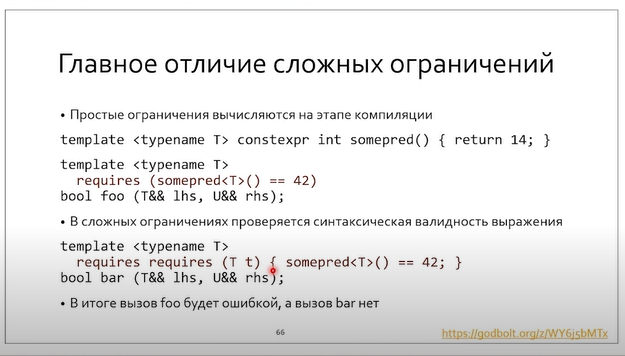 Главное отличие сложных ограничений
• Простые ограничения вычисляются на этапе компиляции
template <typename T> constexpr int somepred() { return 14; }
template <typename T>
requires (somepred<T>() == 42)
bool foo (T&& lhs, U&& rhs);
• В сложных ограничениях проверяется синтаксическая валидность выражения
template <typename T>
requires requires (T t) { somepred<T>() == 42; }
bool bar (T&& lhs, U&& rhs);
• В итоге вызов foo будет ошибкой, а вызов bar нет
66
https://godbolt.org/z/WY6j5bMTx